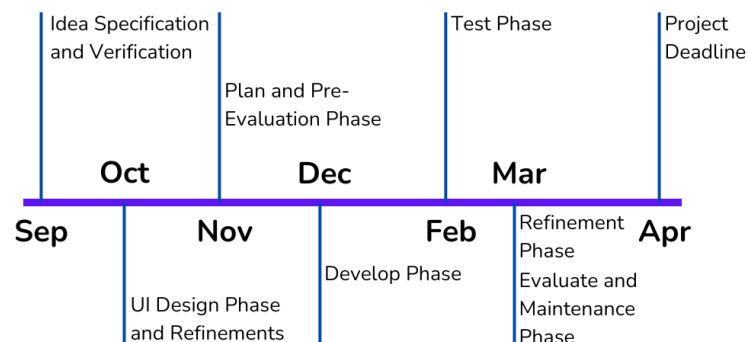 Idea Specification
and Verification
Plan and Pre-
Evaluation Phase
Test Phase
Project
Deadline
Oct
Dec
Mar
Sep
Nov
Feb
Apr
UI Design Phase
and Refinements
Develop Phase
Refinement
Phase
Evaluate and
Maintenance
Phase